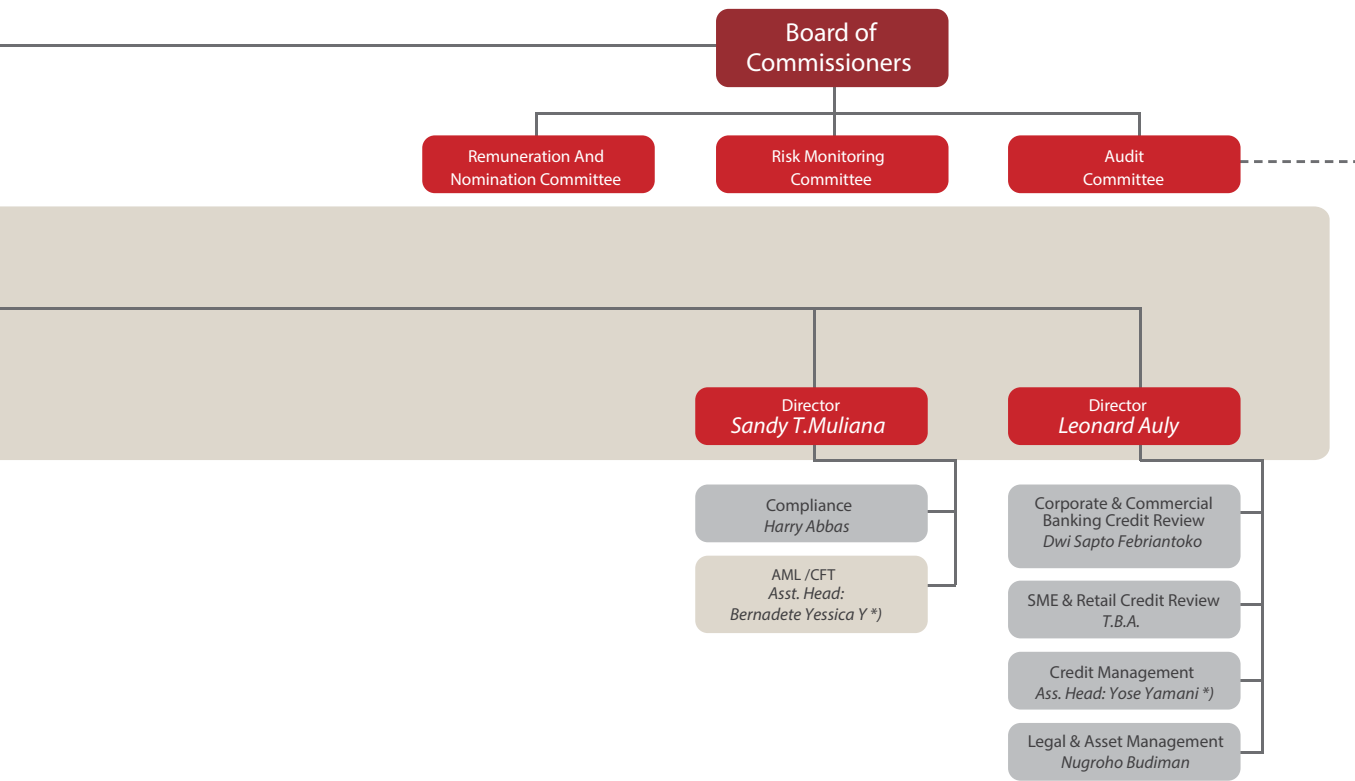 Board of
Commissioners
Remuneration And
Nomination Committee
Risk Monitoring
Committee
Audit
Committee
Director
Sandy T.Muliana
Director
Leonard Auly
Compliance
Harry Abbas
AML /CFT
Asst. Head:
Bernadete Yessica Y *)
Corporate & Commercial
Banking Credit Review
Dwi Sapto Febriantoko
SME & Retail Credit Review
T.B.A.
Credit Management
Ass. Head: Yose Yamani *)
Legal & Asset Management
Nugroho Budiman